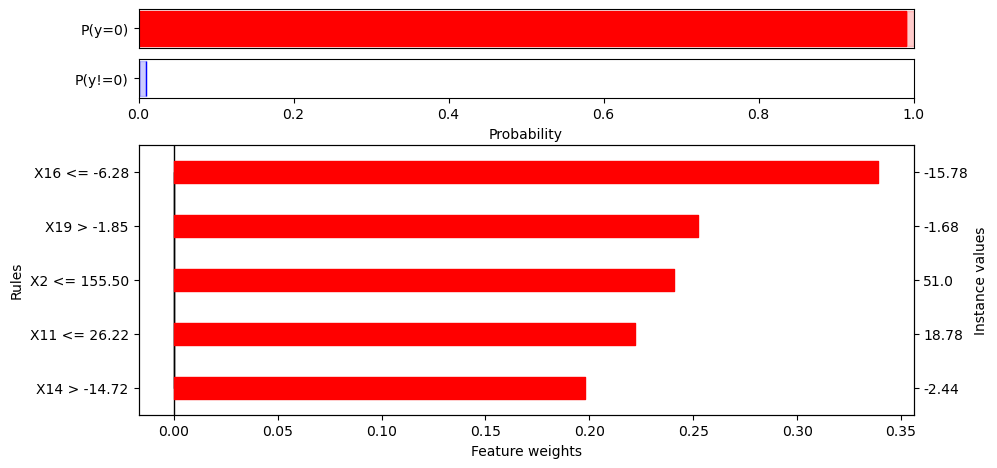 P(y=0)
P(y!=0)
0.0 0.2 0.4 0.6 0.8 1.0
Probability
X16 <= -6.28 -15.78
X19 > -1.85 -1.68
X2 <= 155.50 51.0
X11 <= 26.22 18.78
X14 > -14.72 -2.44
Rules
Instance values
0.00 0.05 0.10 0.15 0.20 0.25 0.30 0.35
Feature weights